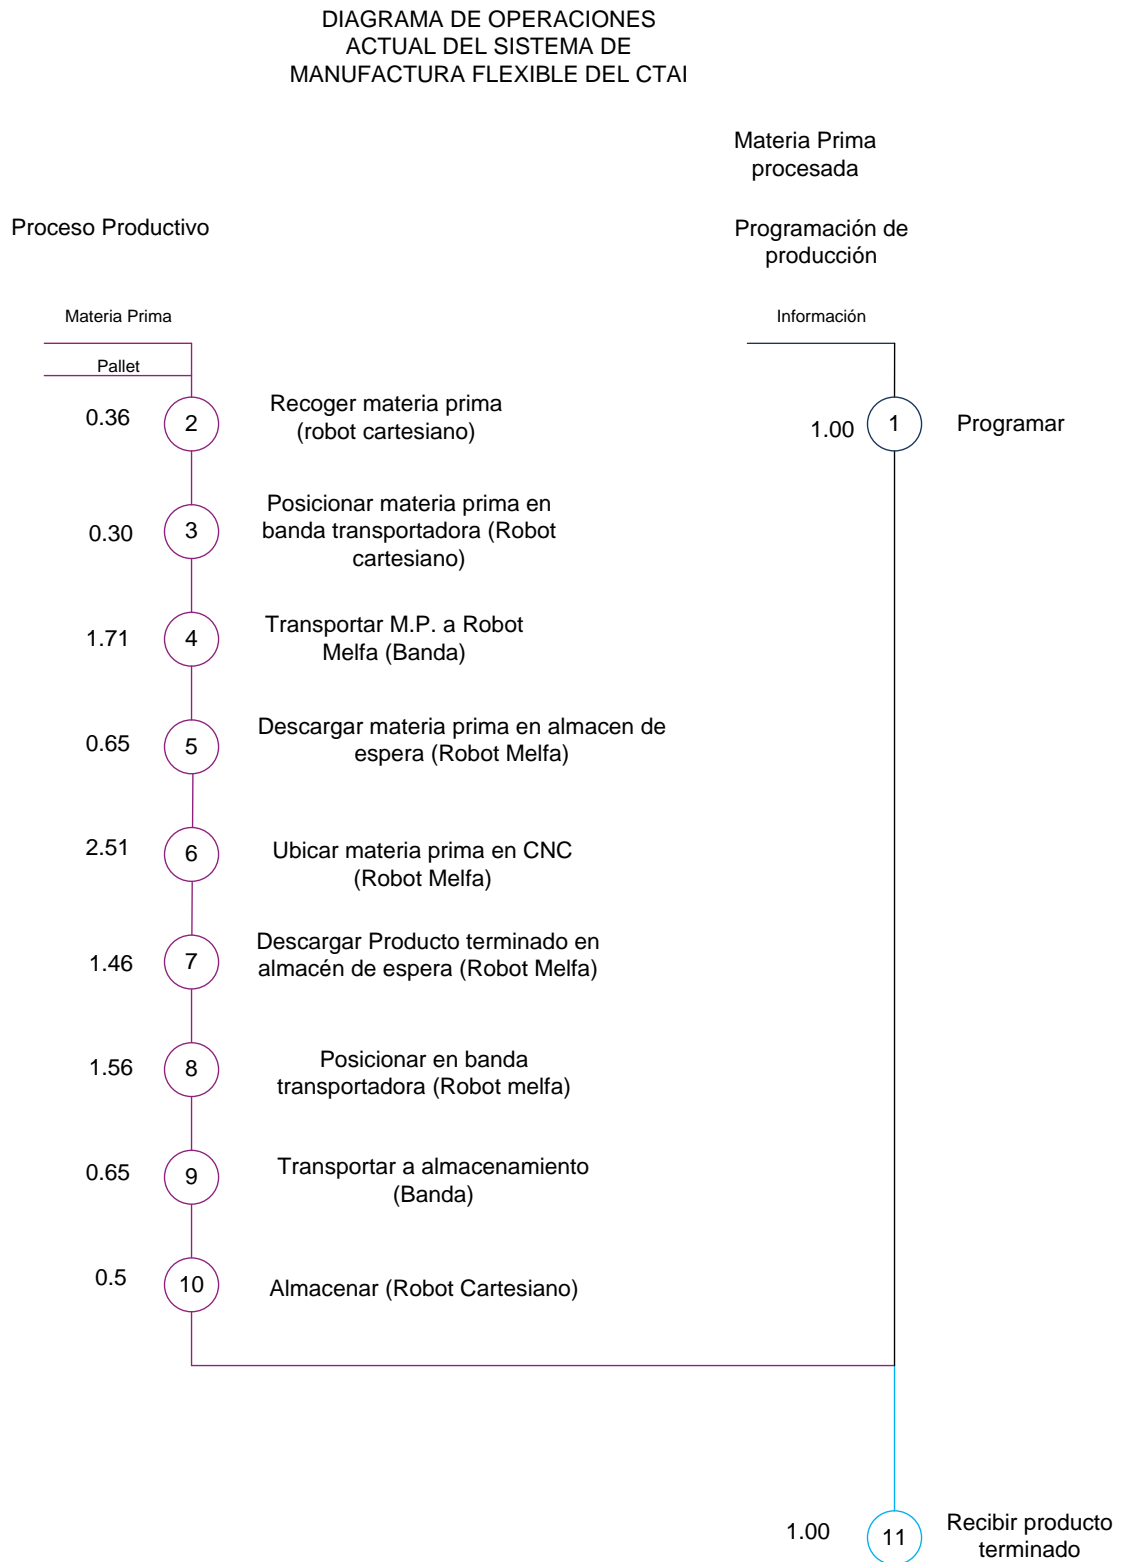 DIAGRAMA DE OPERACIONES
ACTUAL DEL SISTEMA DE
MANUFACTURA FLEXIBLE DEL CTAI
Materia Prima
procesada
Proceso Productivo
Programación de
producción
Materia Prima
Información
Pallet
0.36
2
Recoger materia prima
(robot cartesiano)
1.00
1
Programar
0.30
3
Posicionar materia prima en
banda transportadora (Robot
cartesiano)
1.71
4
Transportar M.P. a Robot
Melfa (Banda)
0.65
5
Descargar materia prima en almacen de
espera (Robot Melfa)
2.51
6
Ubicar materia prima en CNC
(Robot Melfa)
1.46
7
Descargar Producto terminado en
almacén de espera (Robot Melfa)
1.56
8
Posicionar en banda
transportadora (Robot melfa)
0.65
9
Transportar a almacenamiento
(Banda)
0.5
10
Almacenar (Robot Cartesiano)
1.00
11
Recibir producto
terminado